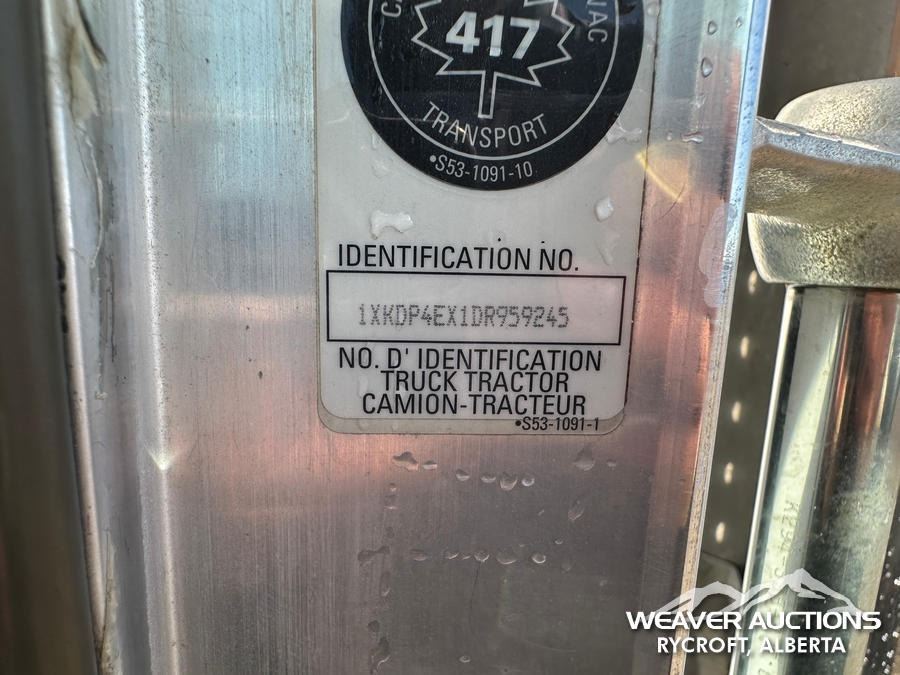 417
TRANSPORT
•S53-1091-10
IDENTIFICATION NO.
1XKDP4EX1DR959245
NO. D' IDENTIFICATION
TRUCK TRACTOR
CAMION-TRACTEUR
•S53-1091-1
WEAVER AUCTIONS
RYCROFT, ALBERTA